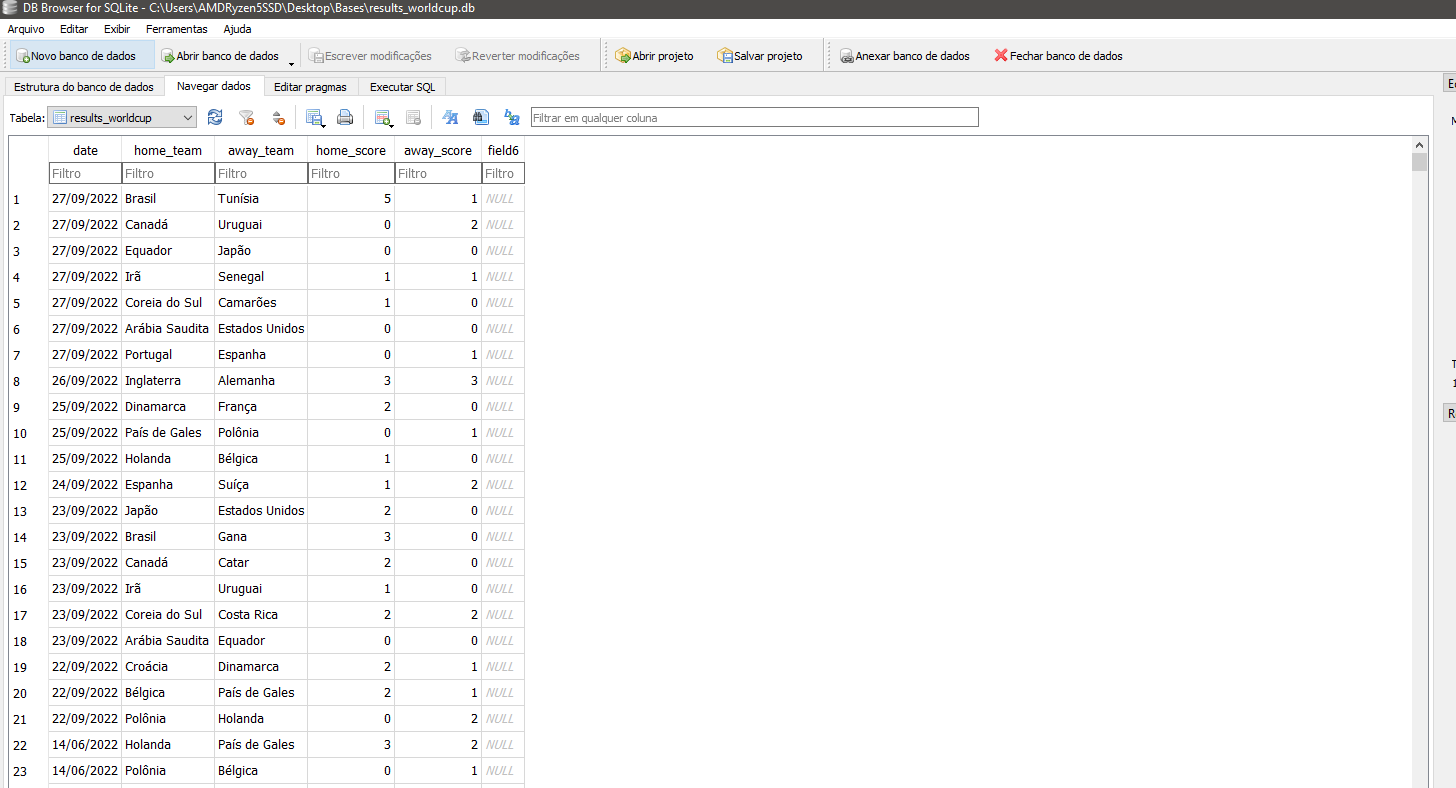 DB Browser for SQLite - C:\Users\AMDRyzen5SSD\Desktop\Bases\results_worldcup.db
Arquivo Editar Exibir Ferramentas Ajuda
Novo banco de dados Abrir banco de dados Escrever modificações Reverter modificações Abrir projeto Salvar projeto Anexar banco de dados Fechar banco de dados
Estrutura do banco de dados Navegar dados Editar pragmas Executar SQL
Tabela: results_worldcup Filtrar em qualquer coluna
date home_team away_team home_score away_score field6
Filtro Filtro Filtro Filtro Filtro Filtro
1 27/09/2022 Brasil Tunísia 5 1 NULL
2 27/09/2022 Canadá Uruguai 0 2 NULL
3 27/09/2022 Equador Japão 0 0 NULL
4 27/09/2022 Irã Senegal 1 1 NULL
5 27/09/2022 Coreia do Sul Camarões 1 0 NULL
6 27/09/2022 Arábia Saudita Estados Unidos 0 0 NULL
7 27/09/2022 Portugal Espanha 0 1 NULL
8 26/09/2022 Inglaterra Alemanha 3 3 NULL
9 25/09/2022 Dinamarca França 2 0 NULL
10 25/09/2022 País de Gales Polônia 0 1 NULL
11 25/09/2022 Holanda Bélgica 1 0 NULL
12 24/09/2022 Espanha Suíça 1 2 NULL
13 23/09/2022 Japão Estados Unidos 2 0 NULL
14 23/09/2022 Brasil Gana 3 0 NULL
15 23/09/2022 Canadá Catar 2 0 NULL
16 23/09/2022 Irã Uruguai 1 0 NULL
17 23/09/2022 Coreia do Sul Costa Rica 2 2 NULL
18 23/09/2022 Arábia Saudita Equador 0 0 NULL
19 22/09/2022 Croácia Dinamarca 2 1 NULL
20 22/09/2022 Bélgica País de Gales 2 1 NULL
21 22/09/2022 Polônia Holanda 0 2 NULL
22 14/06/2022 Holanda País de Gales 3 2 NULL
23 14/06/2022 Polônia Bélgica 0 1 NULL